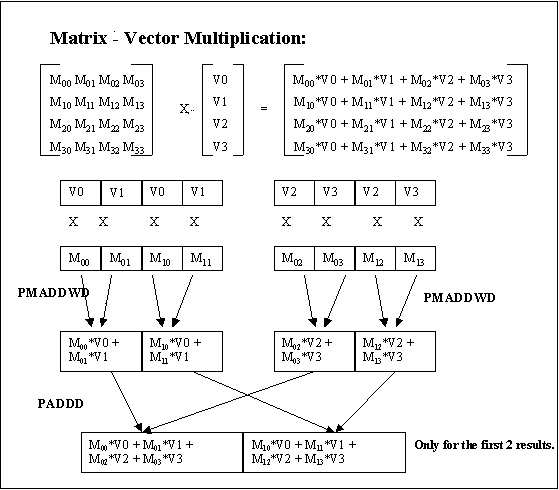 Matrix - Vector Multiplication:
M00 M01 M02 M03
M10 M11 M12 M13
M20 M21 M22 M23
M30 M31 M32 M33
X
V0
V1
V2
V3
=
M00*V0 + M01*V1 + M02*V2 + M03*V3
M10*V0 + M11*V1 + M12*V2 + M13*V3
M20*V0 + M21*V1 + M22*V2 + M23*V3
M30*V0 + M31*V1 + M32*V2 + M33*V3
V0 V1 V0 V1 V2 V3 V2 V3
X X X X X X X X
M00 M01 M10 M11 M02 M03 M12 M13
PMADDWD
PMADDWD
M00*V0 +
M01*V1
M10*V0 +
M11*V1
M02*V2 +
M03*V3
M12*V2 +
M13*V3
PADDD
M00*V0 + M01*V1 +
M02*V2 + M03*V3
M10*V0 + M11*V1 +
M12*V2 + M13*V3
Only for the first 2 results.